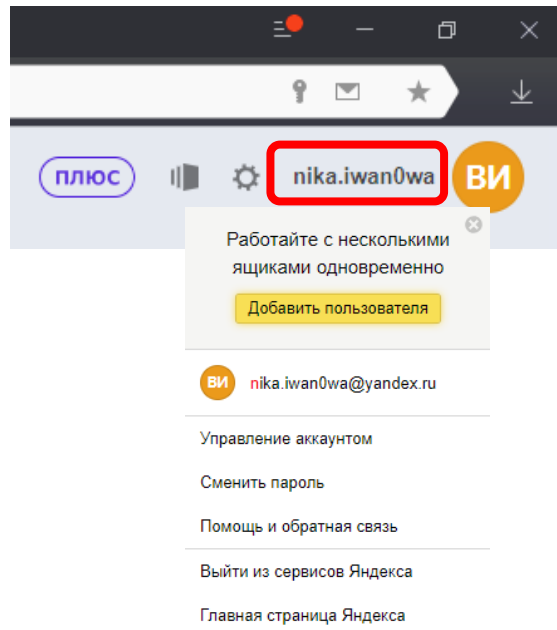 плюс
nika.iwan0wa
ВИ
Работайте с несколькими
ящиками одновременно
Добавить пользователя
ВИ
nika.iwan0wa@yandex.ru
Управление аккаунтом
Сменить пароль
Помощь и обратная связь
Выйти из сервисов Яндекса
Главная страница Яндекса